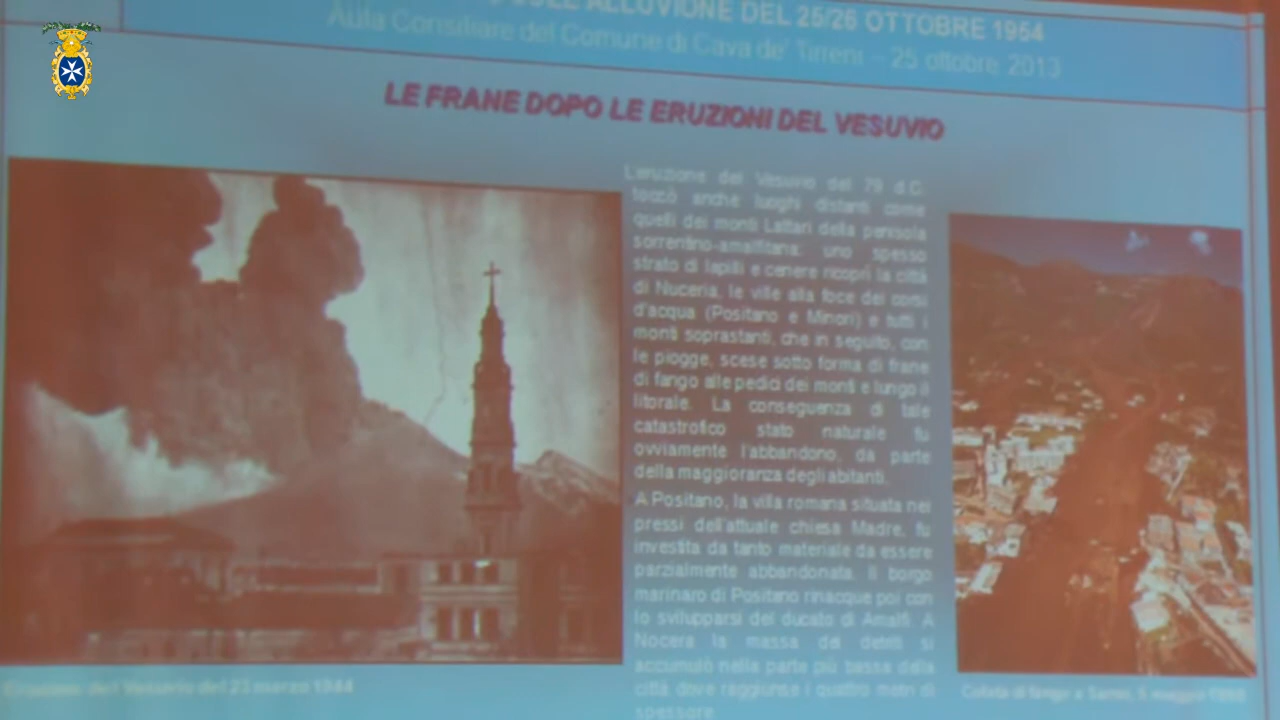 ALLUVIONE DEL 25/26 OTTOBRE 1954
Aula Consiliare del Comune di Cava de' Tirreni - 25 ottobre 2013
LE FRANE DOPO LE ERUZIONI DEL VESUVIO
L'eruzione del Vesuvio del 79 d.C.
toccò anche luoghi distanti come
quelli dei monti Lattari della penisola
sorrentino-amalfitana: uno spesso
strato di lapilli e cenere ricoprì la città
di Nuceria, le ville alla foce dei corsi
d'acqua (Positano e Minori) e tutti i
monti soprastanti, che in seguito, con
le piogge, scese sotto forma di frane
di fango alle pedici dei monti e lungo il
litorale. La conseguenza di tale
catastrofico stato naturale fu
ovviamente l'abbandono, da parte
della maggioranza degli abitanti.
A Positano, la villa romana situata nei
pressi dell'attuale chiesa Madre, fu
investita da tanto materiale da essere
parzialmente abbandonata. Il borgo
marinaro di Positano rinacque poi con
lo svilupparsi del ducato di Amalfi. A
Nocera la massa dei detriti si
accumulò nella parte più bassa della
città dove raggiunse i quattro metri di
spessore.
Eruzione del Vesuvio del 23 marzo 1944
Colata di fango a Sarno, 5 maggio 1998